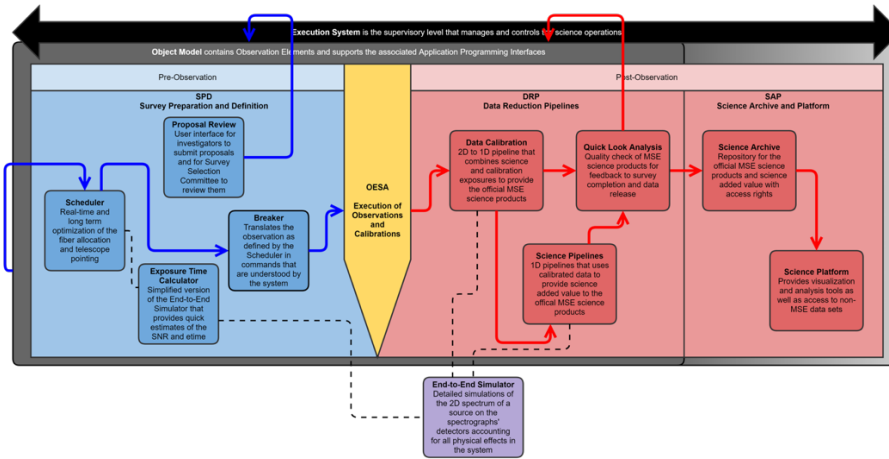 Execution System is the supervisory level that manages and controls for science operations
Object Model contains Observation Elements and supports the associated Application Programming Interfaces
Pre-Observation
Post-Observation
SPD
Survey Preparation and Definition
Proposal Review
User interface for
investigators to
submit proposals
and for Survey
Selection
Committee to
review them
Scheduler
Real-time and
long term
optimization of the
fiber allocation
and telescope
pointing
Breaker
Translates the
observation as
defined by the
Scheduler in
commands that
are understood by
the system
Exposure Time
Calculator
Simplified version
of the End-to-End
Simulator that
provides quick
estimates of the
SNR and etime
OESA
Execution of
Observations
and
Calibrations
DRP
Data Reduction Pipelines
Data Calibration
2D to 1D pipeline that
combines science
and calibration
exposures to provide
the official MSE
science products
Quick Look Analysis
Quality check of MSE
science products for
feedback to survey
completion and data
release
Science Pipelines
1D pipelines that uses
calibrated data to
provide science
added value to the
offical MSE science
products
SAP
Science Archive and Platform
Science Archive
Repository for the
official MSE science
products and science
added value with
access rights
Science Platform
Provides visualization
and analysis tools as
well as access to non-
MSE data sets
End-to-End Simulator
Detailed simulations of
the 2D spectrum of a
source on the
spectrographs'
detectors accounting
for all physical effects in
the system